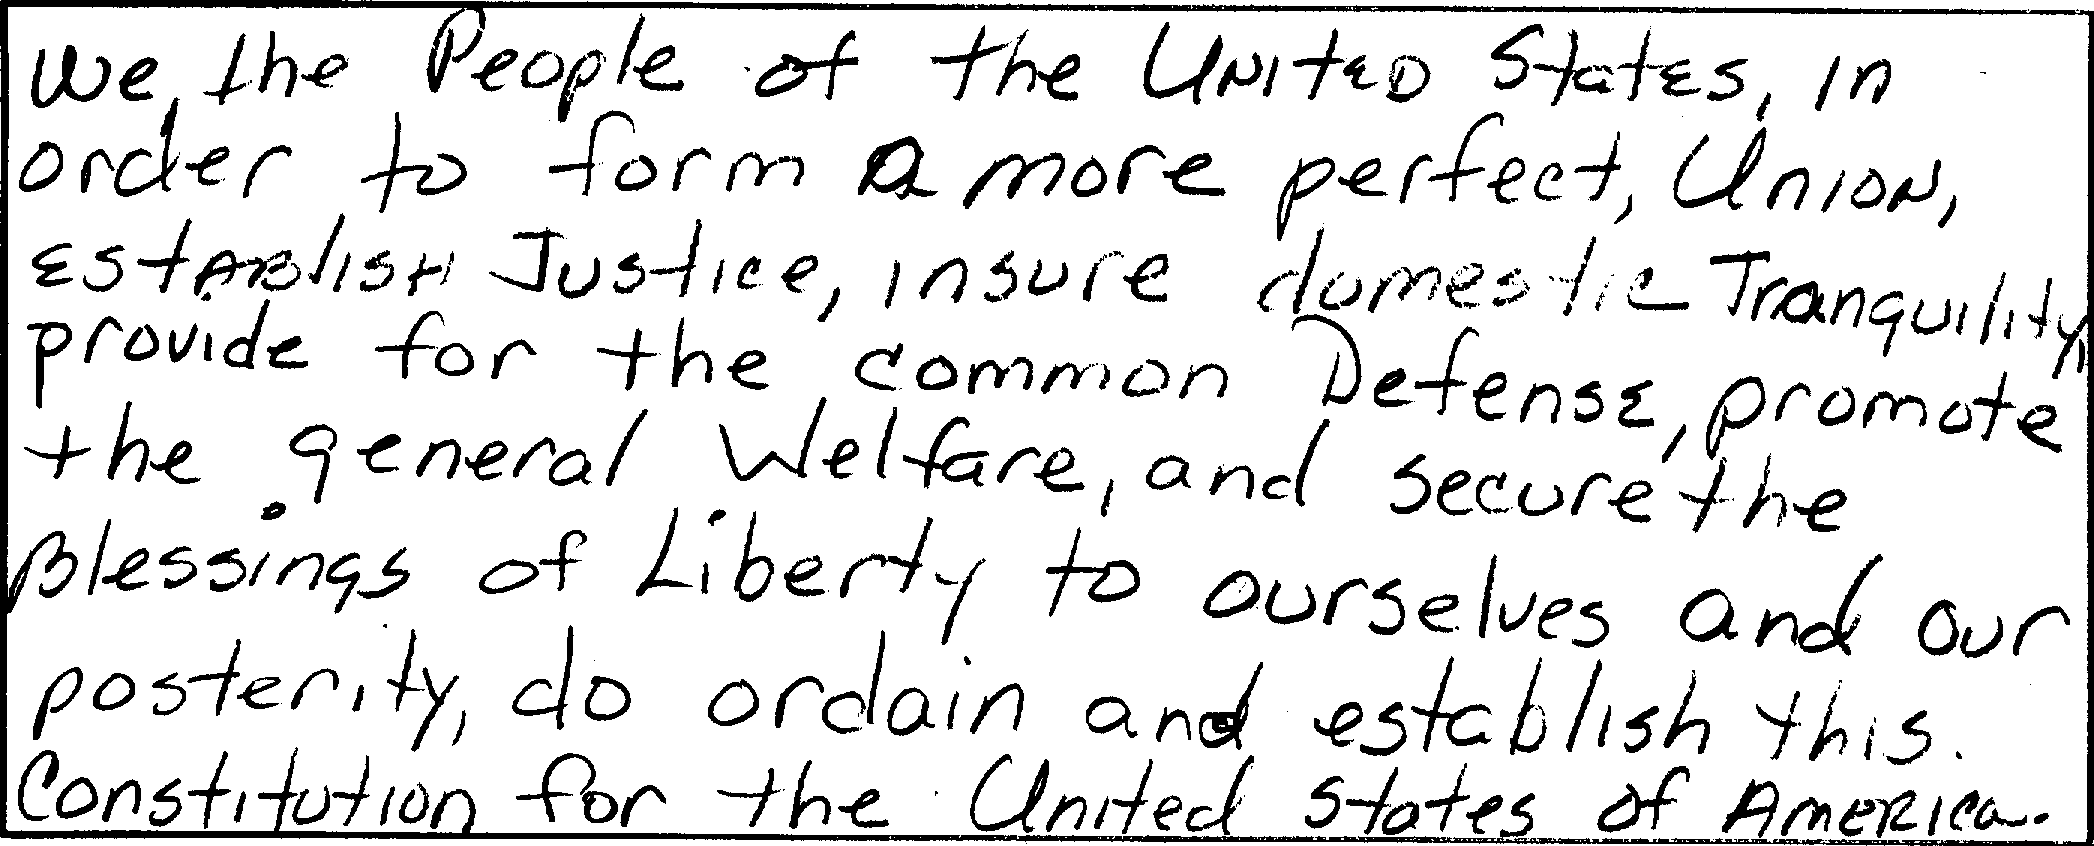 We, the People of the United States, in
order to form a more perfect, Union,
establish Justice, insure domestic Tranquility,
provide for the common Defense, promote
the general Welfare, and secure the
Blessings of Liberty to ourselves and our
posterity, do ordain and establish this.
Constitution for the United States of America.